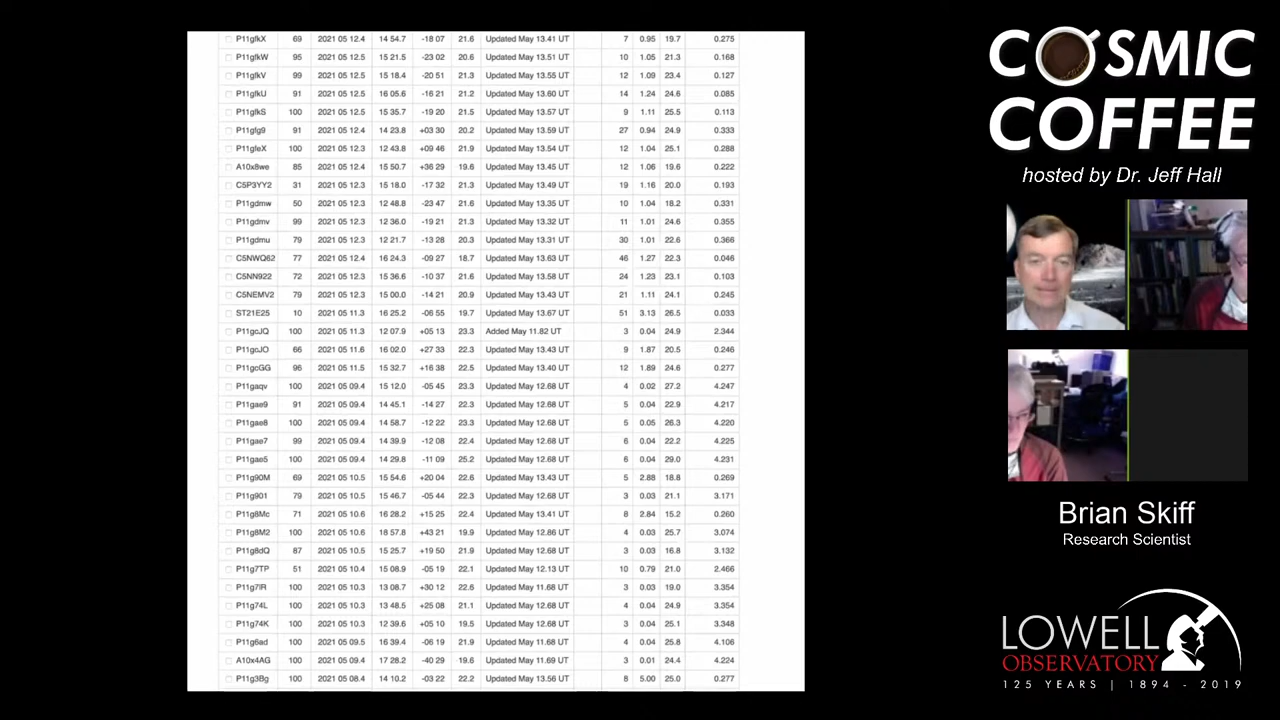 P11gfkX 69 2021 05 12.4 14 54.7 -18 07 21.6 Updated May 13.41 UT 7 0.95 19.7 0.275
P11gfkW 95 2021 05 12.5 15 21.5 -23 02 20.6 Updated May 13.51 UT 10 1.05 21.3 0.168
P11gfkV 99 2021 05 12.5 15 18.4 -20 51 21.3 Updated May 13.55 UT 12 1.09 23.4 0.127
P11gfkU 91 2021 05 12.5 16 05.6 -16 21 21.2 Updated May 13.60 UT 14 1.24 24.6 0.085
P11gfkS 100 2021 05 12.5 15 35.7 -19 20 21.5 Updated May 13.57 UT 9 1.11 25.5 0.113
P11gfg9 91 2021 05 12.4 14 23.8 +03 30 20.2 Updated May 13.59 UT 27 0.94 24.9 0.333
P11gfeX 100 2021 05 12.3 12 43.8 +09 46 21.9 Updated May 13.54 UT 12 1.04 25.1 0.288
A10x8we 85 2021 05 12.4 15 50.7 +36 29 19.6 Updated May 13.45 UT 12 1.06 19.6 0.222
C5P3YY2 31 2021 05 12.3 15 18.0 -17 32 21.3 Updated May 13.49 UT 19 1.16 20.0 0.193
P11gdmw 50 2021 05 12.3 12 48.8 -23 47 21.6 Updated May 13.35 UT 10 1.04 18.2 0.331
P11gdmv 99 2021 05 12.3 12 36.0 -19 21 21.3 Updated May 13.32 UT 11 1.01 24.6 0.355
P11gdmu 79 2021 05 12.3 12 21.7 -13 28 20.3 Updated May 13.31 UT 30 1.01 22.6 0.366
C5NWQ62 77 2021 05 12.4 16 24.3 -09 27 18.7 Updated May 13.63 UT 46 1.27 22.3 0.046
C5NN922 72 2021 05 12.3 15 36.6 -10 37 21.6 Updated May 13.58 UT 24 1.23 23.1 0.103
C5NEMV2 79 2021 05 12.3 15 00.0 -14 21 20.9 Updated May 13.43 UT 21 1.11 24.1 0.245
ST21E25 10 2021 05 11.3 16 25.2 -06 55 19.7 Updated May 13.67 UT 51 3.13 26.5 0.033
P11gcJQ 100 2021 05 11.3 12 07.9 +05 13 23.3 Added May 11.82 UT 3 0.04 24.9 2.344
P11gcJO 66 2021 05 11.6 16 02.0 +27 33 22.3 Updated May 13.43 UT 9 1.87 20.5 0.246
P11gcGG 96 2021 05 11.5 15 32.7 +16 38 22.5 Updated May 13.40 UT 12 1.89 24.6 0.277
P11gaqv 100 2021 05 09.4 15 12.0 -05 45 23.3 Updated May 12.68 UT 4 0.02 27.2 4.247
P11gae9 91 2021 05 09.4 14 45.1 -14 27 22.3 Updated May 12.68 UT 5 0.04 22.9 4.217
P11gae8 100 2021 05 09.4 14 58.7 -12 22 23.3 Updated May 12.68 UT 5 0.05 26.3 4.220
P11gae7 99 2021 05 09.4 14 39.9 -12 08 22.4 Updated May 12.68 UT 6 0.04 22.2 4.225
P11gae5 100 2021 05 09.4 14 29.8 -11 09 25.2 Updated May 12.68 UT 6 0.04 29.0 4.231
P11g90M 69 2021 05 10.5 15 54.6 +20 04 22.6 Updated May 13.43 UT 5 2.88 18.8 0.269
P11g901 79 2021 05 10.5 15 46.7 -05 44 22.3 Updated May 12.68 UT 3 0.03 21.1 3.171
P11g8Mc 71 2021 05 10.6 16 28.2 +15 25 22.4 Updated May 13.41 UT 8 2.84 15.2 0.260
P11g8M2 100 2021 05 10.6 18 57.8 +43 21 19.9 Updated May 12.86 UT 4 0.03 25.7 3.074
P11g8dQ 87 2021 05 10.5 15 25.7 +19 50 21.9 Updated May 12.68 UT 3 0.03 16.8 3.132
P11g7TP 51 2021 05 10.4 15 08.9 -05 19 22.1 Updated May 12.13 UT 10 0.79 21.0 2.466
P11g7lR 100 2021 05 10.3 13 08.7 +30 12 22.6 Updated May 11.68 UT 3 0.03 19.0 3.354
P11g74L 100 2021 05 10.3 13 48.5 +25 08 21.1 Updated May 12.68 UT 4 0.04 24.9 3.354
P11g74K 100 2021 05 10.3 12 39.6 +05 10 19.5 Updated May 12.68 UT 3 0.04 25.1 3.348
P11g6ad 100 2021 05 09.5 16 39.4 -06 19 21.9 Updated May 11.68 UT 4 0.04 25.8 4.106
A10x4AG 100 2021 05 09.4 17 28.2 -40 29 19.6 Updated May 11.69 UT 3 0.01 24.4 4.224
P11g3Bg 100 2021 05 08.4 14 10.2 -03 22 22.2 Updated May 13.56 UT 8 5.00 25.0 0.277
COSMIC
COFFEE
hosted by Dr. Jeff Hall
Brian Skiff
Research Scientist
LOWELL
OBSERVATORY
125 YEARS | 1894 - 2019